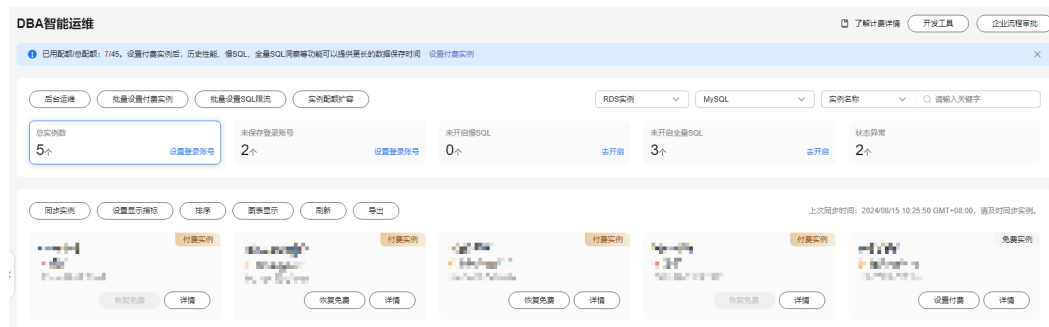 DBA智能运维 了解计费详情 开发工具 企业流程审批
已用配额/总配额：7/45。设置付费实例后，历史性能、慢SQL、全量SQL洞察等功能可以提供更长的数据保存时间 设置付费实例
后台运维 批量设置付费实例 批量设置SQL限流 实例配额扩容 RDS实例 MySQL 实例名称 请输入关键字
总实例数 未保存登录账号 未开启慢SQL 未开启全量SQL 状态异常
5个 设置登录账号 2个 设置登录账号 0个 去开启 3个 去开启 2个
同步实例 设置显示指标 排序 图表显示 刷新 导出 上次同步时间：2024/08/15 10:25:50 GMT+08:00，请及时同步实例。
付费实例 付费实例 付费实例 付费实例 免费实例
恢复免费 详情 恢复免费 详情 恢复免费 详情 恢复免费 详情 设置付费 详情